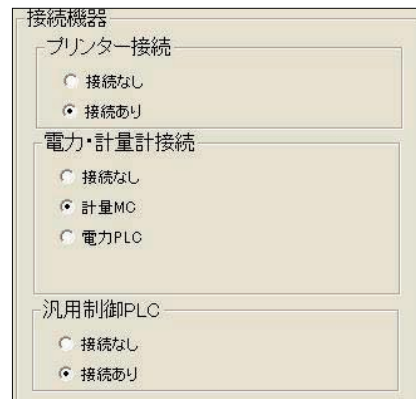 接続機器
プリンター接続
接続なし
接続あり
電力・計量計接続
接続なし
計量MC
電力PLC
汎用制御PLC
接続なし
接続あり